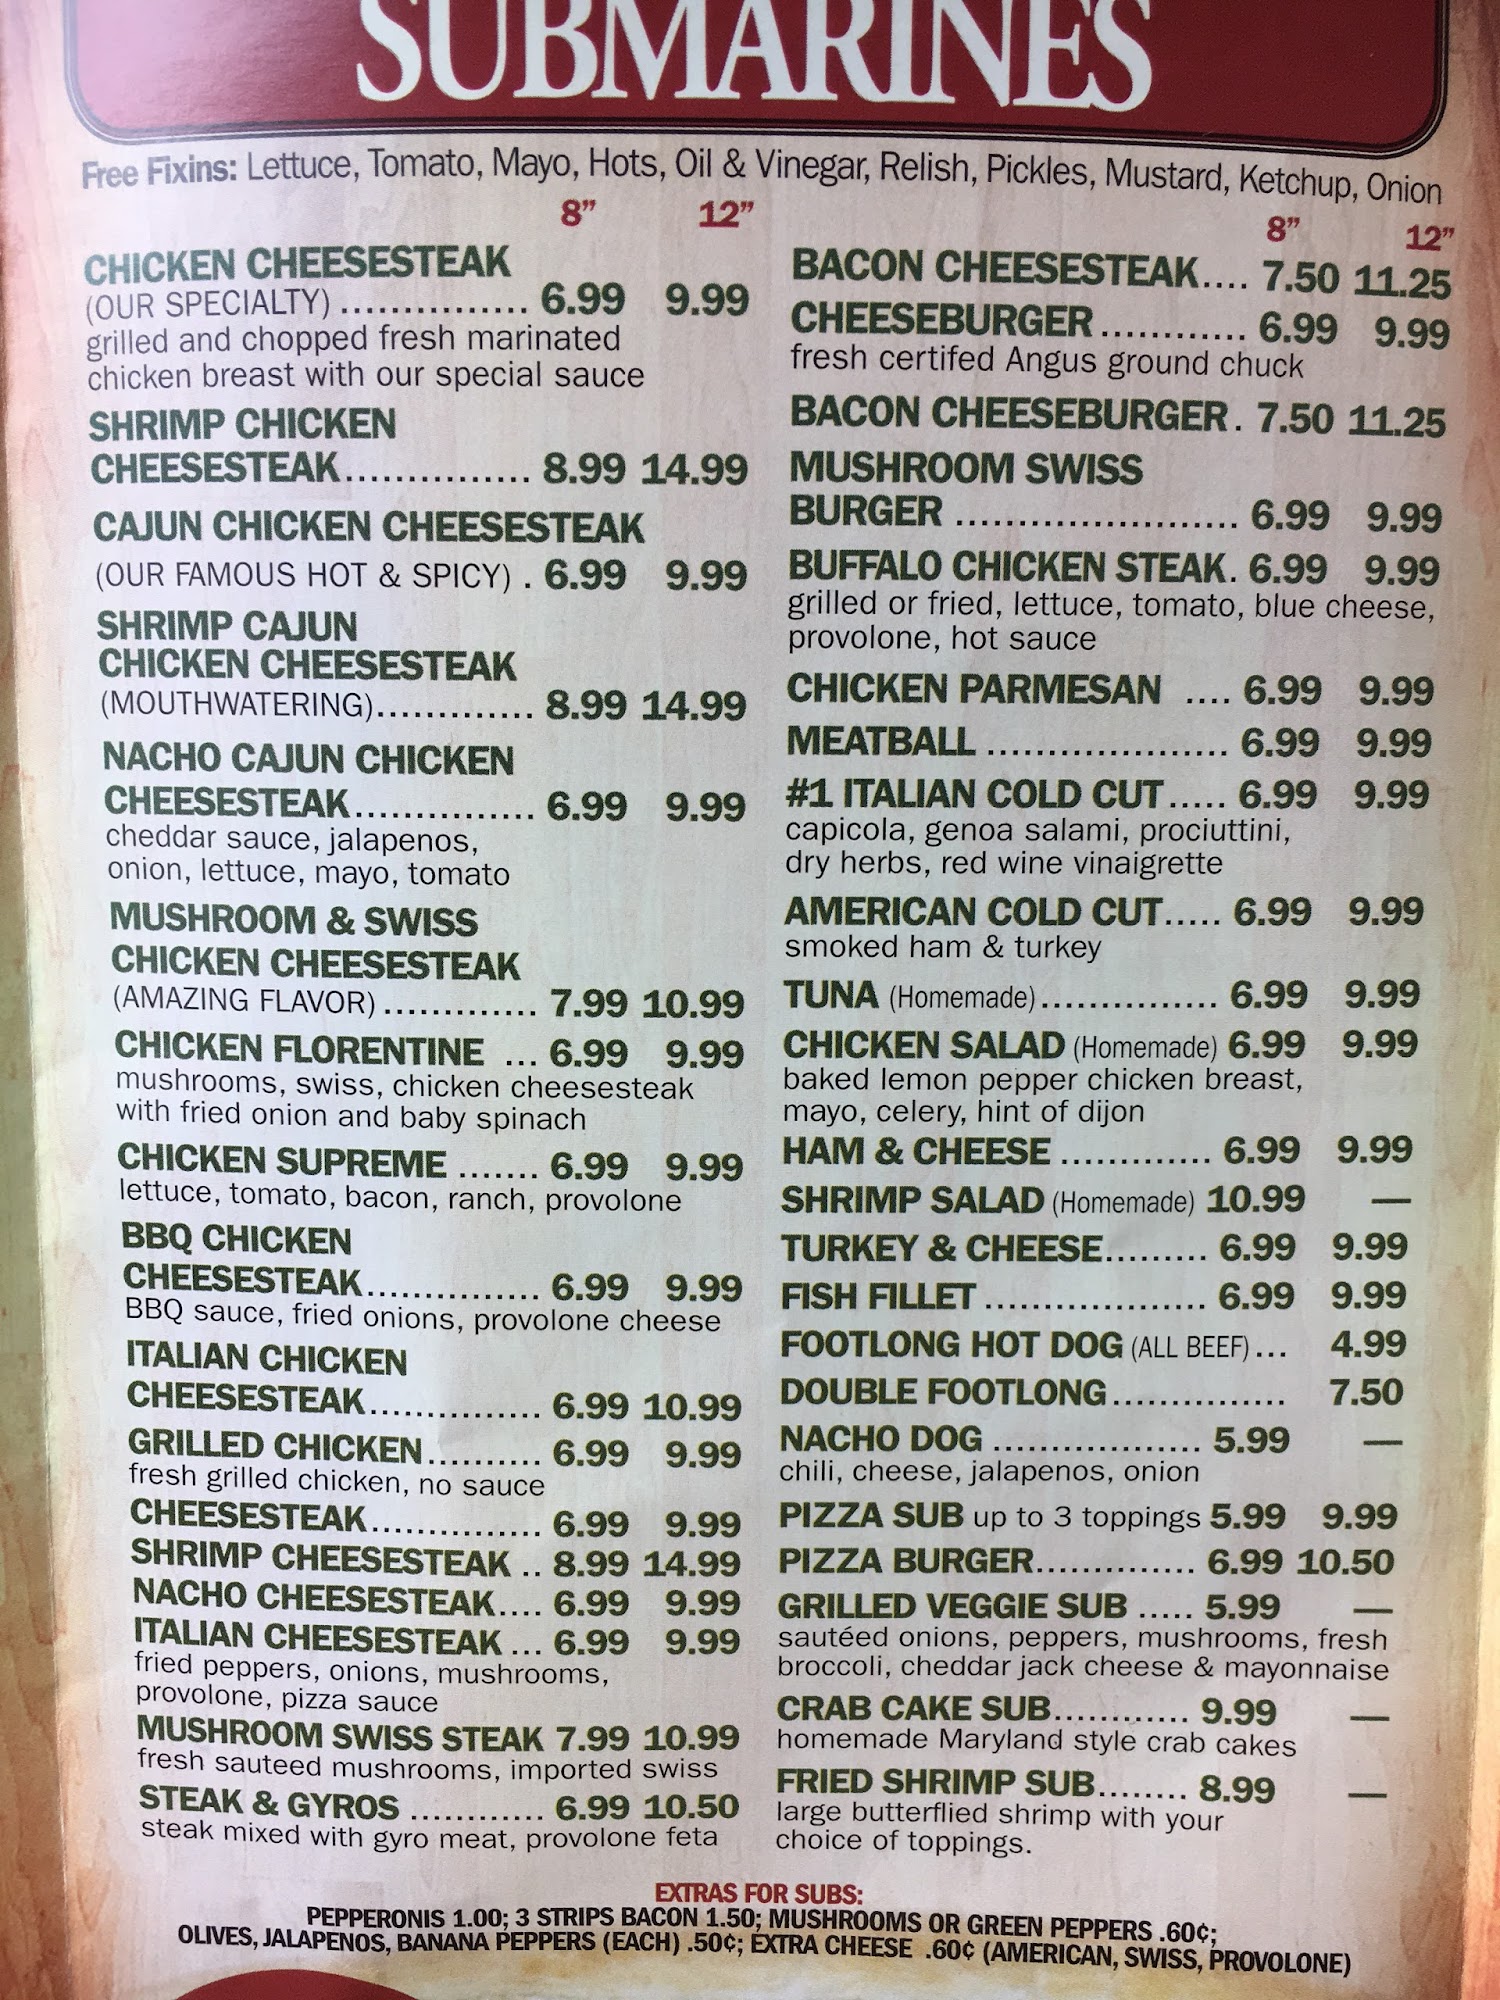 SUBMARINES
Free Fixins: Lettuce, Tomato, Mayo, Hots, Oil & Vinegar, Relish, Pickles, Mustard, Ketchup, Onion
8” 12”
CHICKEN CHEESESTEAK
(OUR SPECIALTY) ............... 6.99 9.99
grilled and chopped fresh marinated
chicken breast with our special sauce
SHRIMP CHICKEN
CHEESESTEAK............... 8.99 14.99
CAJUN CHICKEN CHEESESTEAK
(OUR FAMOUS HOT & SPICY) . 6.99 9.99
SHRIMP CAJUN
CHICKEN CHEESESTEAK
(MOUTHWATERING)............. 8.99 14.99
NACHO CAJUN CHICKEN
CHEESESTEAK............... 6.99 9.99
cheddar sauce, jalapenos,
onion, lettuce, mayo, tomato
MUSHROOM & SWISS
CHICKEN CHEESESTEAK
(AMAZING FLAVOR) ............. 7.99 10.99
CHICKEN FLORENTINE ... 6.99 9.99
mushrooms, swiss, chicken cheesesteak
with fried onion and baby spinach
CHICKEN SUPREME ....... 6.99 9.99
lettuce, tomato, bacon, ranch, provolone
BBQ CHICKEN
CHEESESTEAK............... 6.99 9.99
BBQ sauce, fried onions, provolone cheese
ITALIAN CHICKEN
CHEESESTEAK............... 6.99 10.99
GRILLED CHICKEN.......... 6.99 9.99
fresh grilled chicken, no sauce
CHEESESTEAK............... 6.99 9.99
SHRIMP CHEESESTEAK .. 8.99 14.99
NACHO CHEESESTEAK.... 6.99 9.99
ITALIAN CHEESESTEAK ... 6.99 9.99
fried peppers, onions, mushrooms,
provolone, pizza sauce
MUSHROOM SWISS STEAK 7.99 10.99
fresh sauteed mushrooms, imported swiss
STEAK & GYROS ............ 6.99 10.50
steak mixed with gyro meat, provolone feta
8” 12”
BACON CHEESESTEAK.... 7.50 11.25
CHEESEBURGER ............ 6.99 9.99
fresh certifed Angus ground chuck
BACON CHEESEBURGER. 7.50 11.25
MUSHROOM SWISS
BURGER ....................... 6.99 9.99
BUFFALO CHICKEN STEAK. 6.99 9.99
grilled or fried, lettuce, tomato, blue cheese,
provolone, hot sauce
CHICKEN PARMESAN .... 6.99 9.99
MEATBALL .................... 6.99 9.99
#1 ITALIAN COLD CUT..... 6.99 9.99
capicola, genoa salami, prociuttini,
dry herbs, red wine vinaigrette
AMERICAN COLD CUT..... 6.99 9.99
smoked ham & turkey
TUNA (Homemade)............... 6.99 9.99
CHICKEN SALAD (Homemade) 6.99 9.99
baked lemon pepper chicken breast,
mayo, celery, hint of dijon
HAM & CHEESE ............. 6.99 9.99
SHRIMP SALAD (Homemade) 10.99 —
TURKEY & CHEESE......... 6.99 9.99
FISH FILLET ................... 6.99 9.99
FOOTLONG HOT DOG (ALL BEEF)... 4.99
DOUBLE FOOTLONG............... 7.50
NACHO DOG .................. 5.99 —
chili, cheese, jalapenos, onion
PIZZA SUB up to 3 toppings 5.99 9.99
PIZZA BURGER.............. 6.99 10.50
GRILLED VEGGIE SUB ..... 5.99 —
sautéed onions, peppers, mushrooms, fresh
broccoli, cheddar jack cheese & mayonnaise
CRAB CAKE SUB............ 9.99 —
homemade Maryland style crab cakes
FRIED SHRIMP SUB........ 8.99 —
large butterflied shrimp with your
choice of toppings.
EXTRAS FOR SUBS:
PEPPERONIS 1.00; 3 STRIPS BACON 1.50; MUSHROOMS OR GREEN PEPPERS .60¢;
OLIVES, JALAPENOS, BANANA PEPPERS (EACH) .50¢; EXTRA CHEESE .60¢ (AMERICAN, SWISS, PROVOLONE)